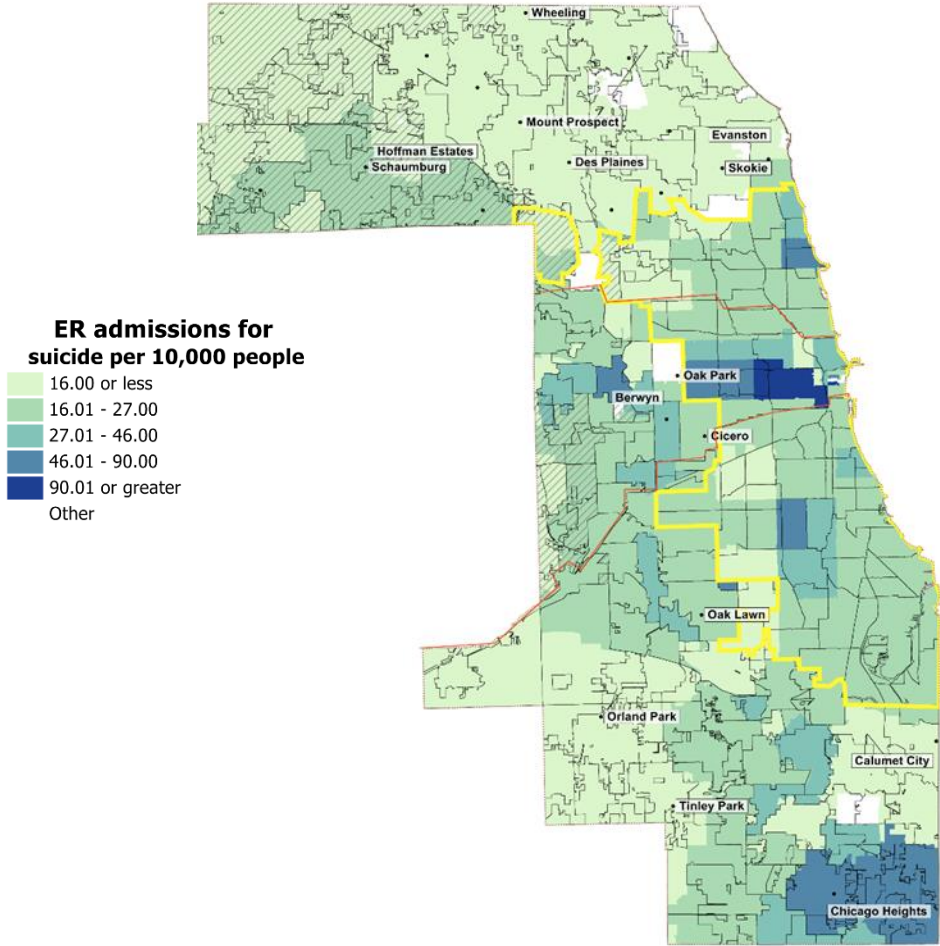 Wheeling
Mount Prospect
Evanston
Hoffman Estates
Des Plaines
Schaumburg
Skokie
ER admissions for
suicide per 10,000 people
16.00 or less
16.01 - 27.00
27.01 - 46.00
46.01 - 90.00
90.01 or greater
Other
Oak Park
Berwyn
Cicero
Oak Lawn
Orland Park
Calumet City
Tinley Park
Chicago Heights